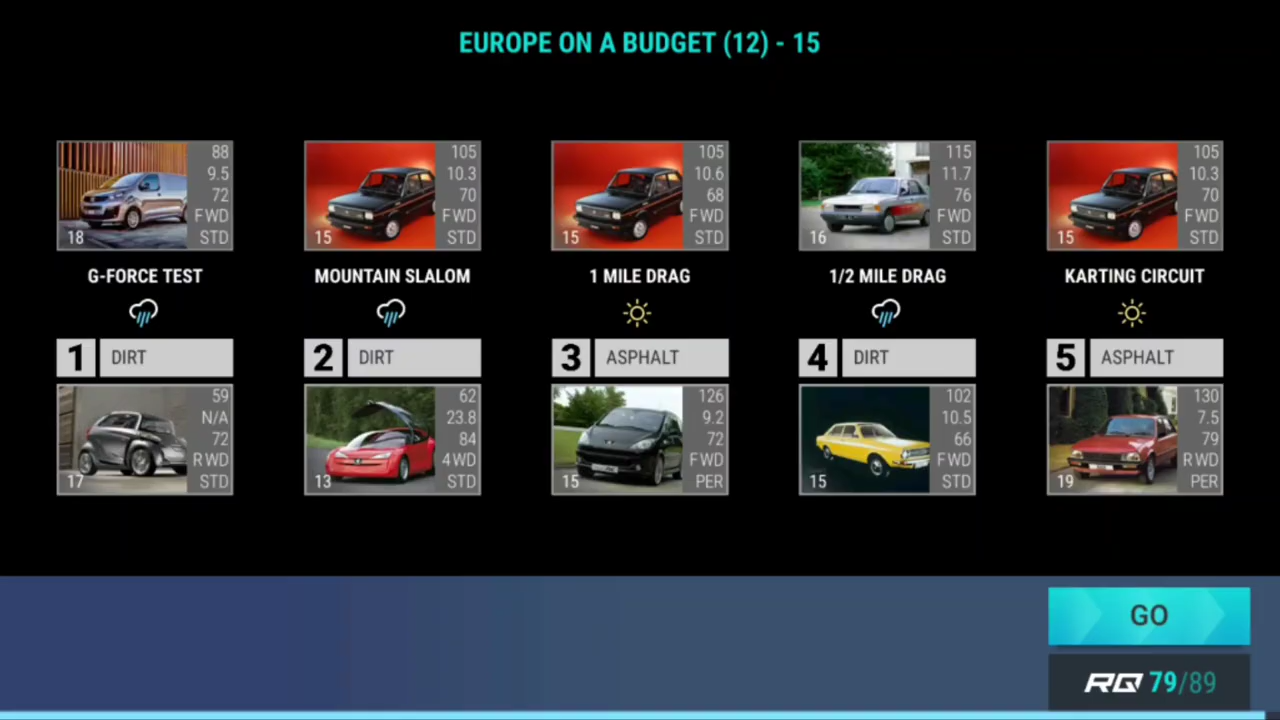 EUROPE ON A BUDGET (12) - 15
88
9.5
72
FWD
STD
18
105
10.3
70
FWD
STD
15
105
10.6
68
FWD
STD
15
115
11.7
76
FWD
STD
16
105
10.3
70
FWD
STD
15
G-FORCE TEST
MOUNTAIN SLALOM
1 MILE DRAG
1/2 MILE DRAG
KARTING CIRCUIT
1 DIRT
2 DIRT
3 ASPHALT
4 DIRT
5 ASPHALT
59
N/A
72
RWD
STD
17
62
23.8
84
4WD
STD
13
126
9.2
72
FWD
PER
15
102
10.5
66
FWD
STD
15
130
7.5
79
RWD
PER
19
GO
RQ 79/89